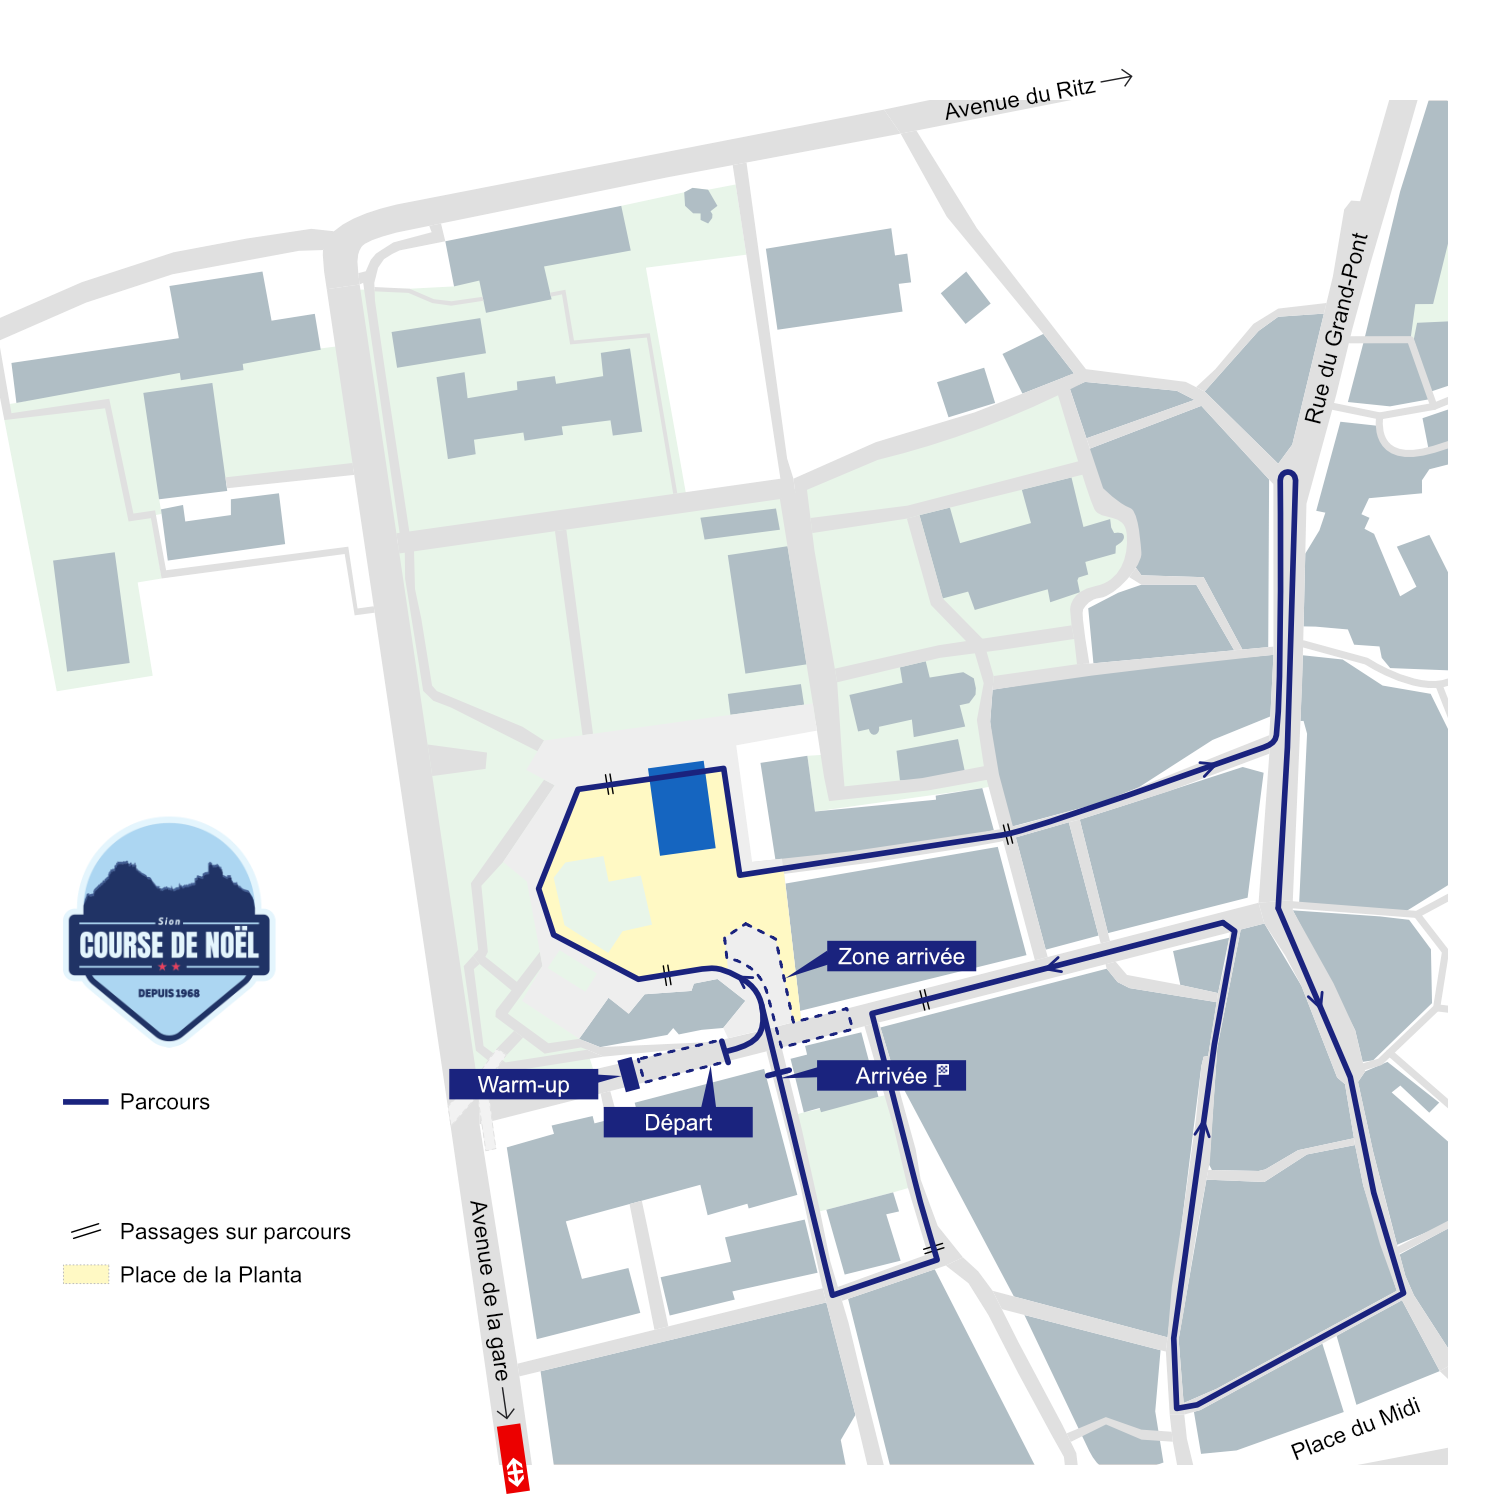 Avenue du Ritz
Rue du Grand-Pont
Sion
COURSE DE NOËL
DEPUIS 1968
Zone arrivée
Warm-up
Arrivée
Départ
Parcours
Passages sur parcours
Place de la Planta
Avenue de la gare
Place du Midi